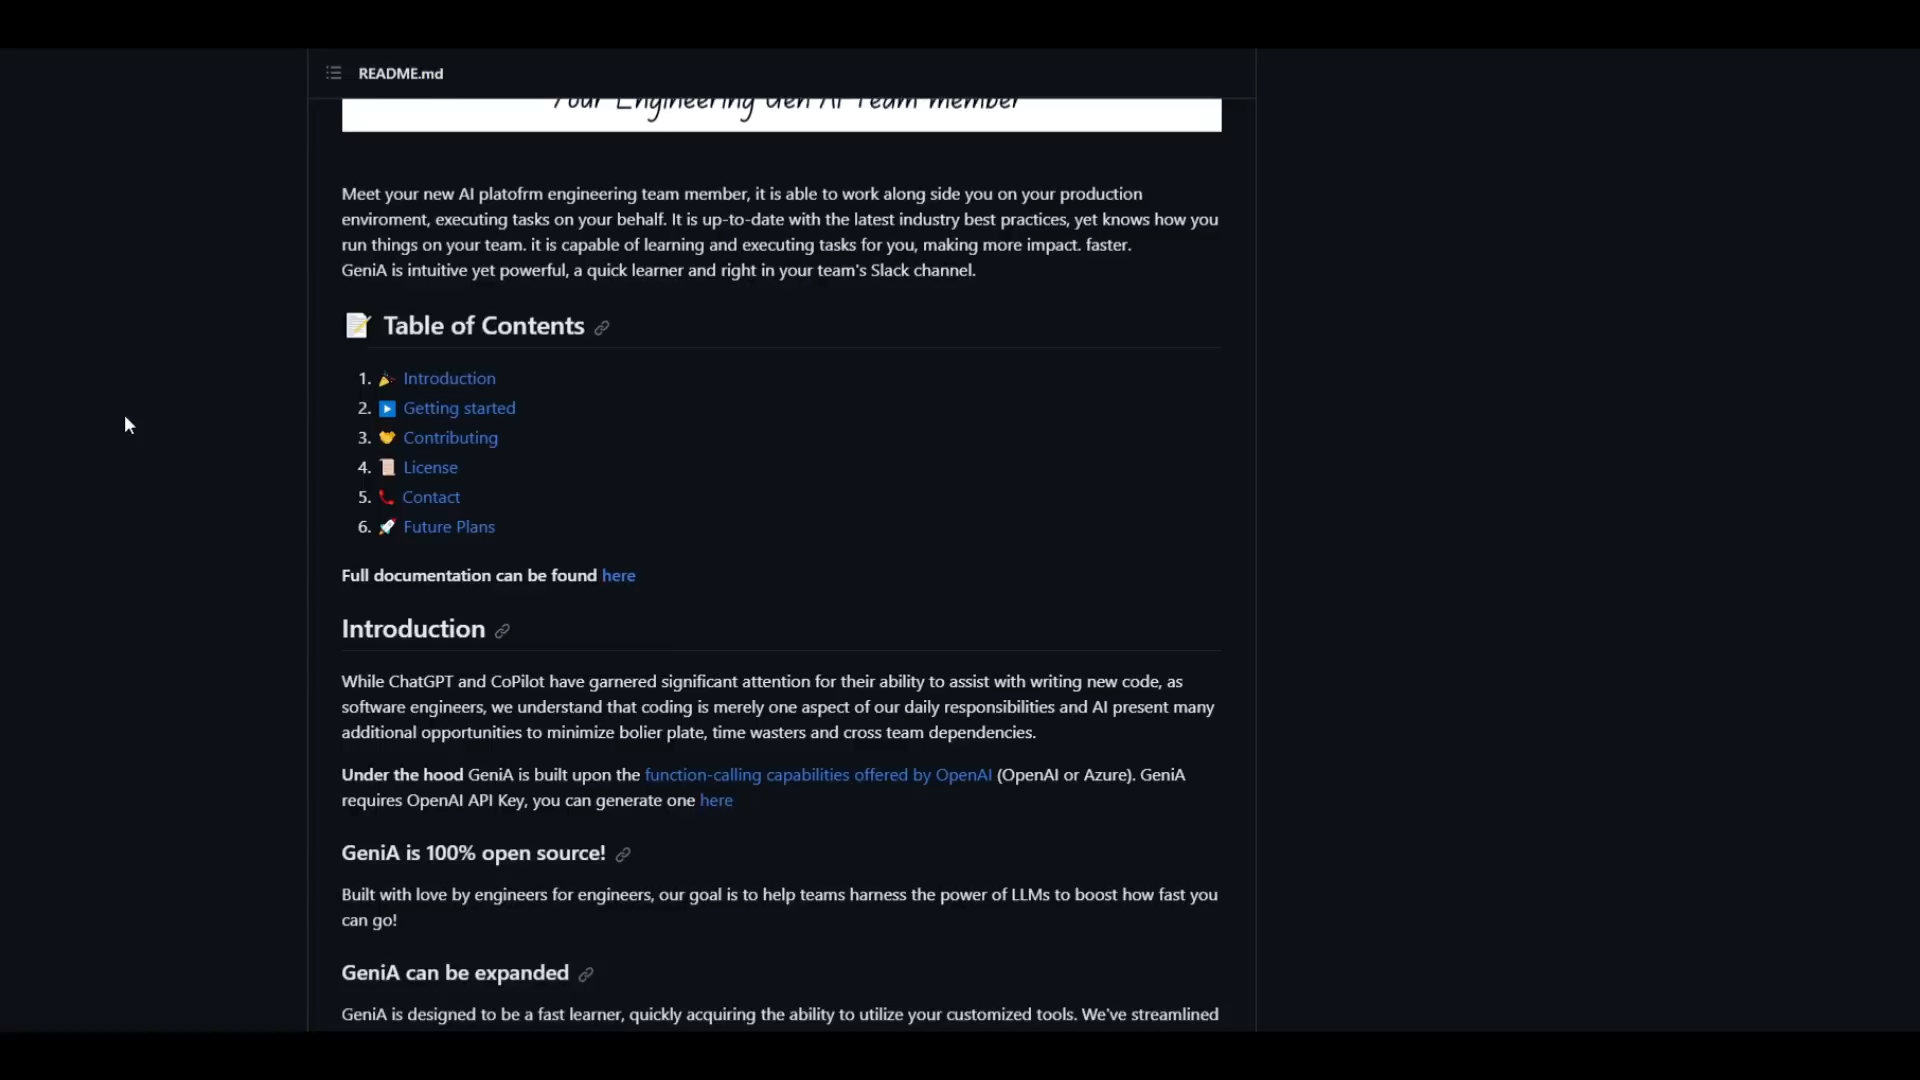 README.md
Your Engineering Gen AI Team member
Meet your new AI platofrm engineering team member, it is able to work along side you on your production
enviroment, executing tasks on your behalf. It is up-to-date with the latest industry best practices, yet knows how you
run things on your team. it is capable of learning and executing tasks for you, making more impact. faster.
GeniA is intuitive yet powerful, a quick learner and right in your team's Slack channel.
📝 Table of Contents
1. 🎉 Introduction
2. ▶️ Getting started
3. 🤝 Contributing
4. 📜 License
5. 📞 Contact
6. 🚀 Future Plans
Full documentation can be found here
Introduction
While ChatGPT and CoPilot have garnered significant attention for their ability to assist with writing new code, as
software engineers, we understand that coding is merely one aspect of our daily responsibilities and AI present many
additional opportunities to minimize bolier plate, time wasters and cross team dependencies.
Under the hood GeniA is built upon the function-calling capabilities offered by OpenAI (OpenAI or Azure). GeniA
requires OpenAI API Key, you can generate one here
GeniA is 100% open source!
Built with love by engineers for engineers, our goal is to help teams harness the power of LLMs to boost how fast you
can go!
GeniA can be expanded
GeniA is designed to be a fast learner, quickly acquiring the ability to utilize your customized tools. We've streamlined